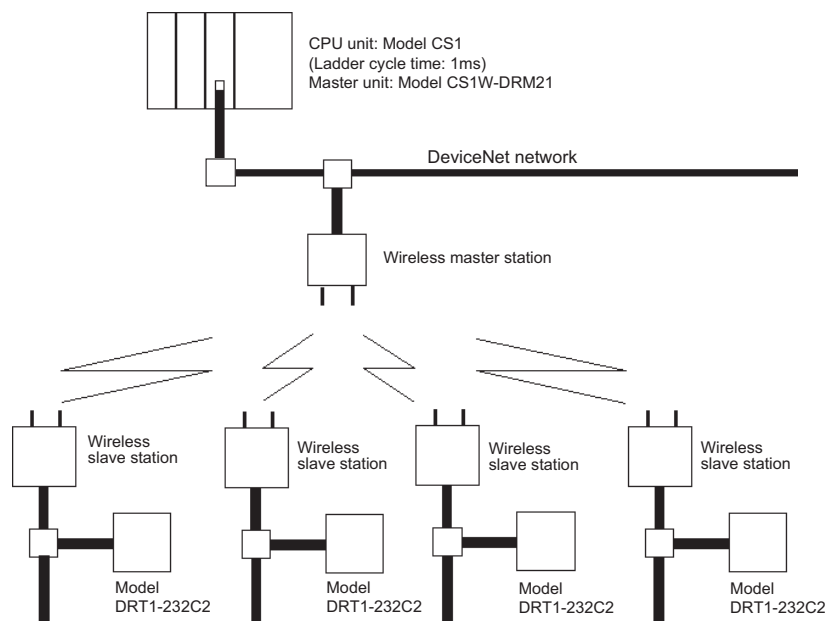 CPU unit: Model CS1
(Ladder cycle time: 1ms)
Master unit: Model CS1W-DRM21
DeviceNet network
Wireless master station
Wireless
slave station
Wireless
slave station
Wireless
slave station
Wireless
slave station
Model
DRT1-232C2
Model
DRT1-232C2
Model
DRT1-232C2
Model
DRT1-232C2